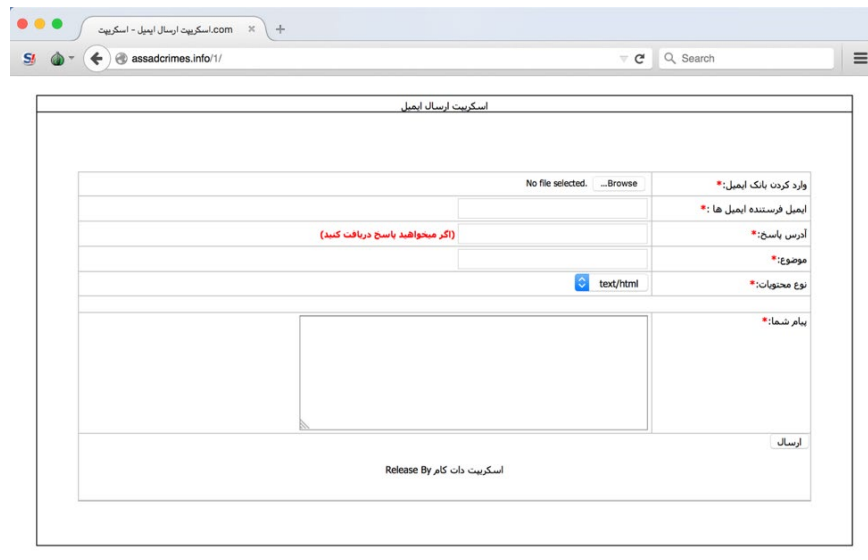 اسکریپت ارسال ایمیل - اسکریپت.com
assadcrimes.info/1/
Search
اسکریپت ارسال ایمیل
وارد کردن بانک ایمیل:* Browse... No file selected.
ایمیل فرستنده ایمیل ها :*
آدرس پاسخ:* (اگر میخواهید پاسخ دریافت کنید)
موضوع:*
نوع محتویات:* text/html
پیام شما:*
ارسال
Release By اسکریپت دات کام